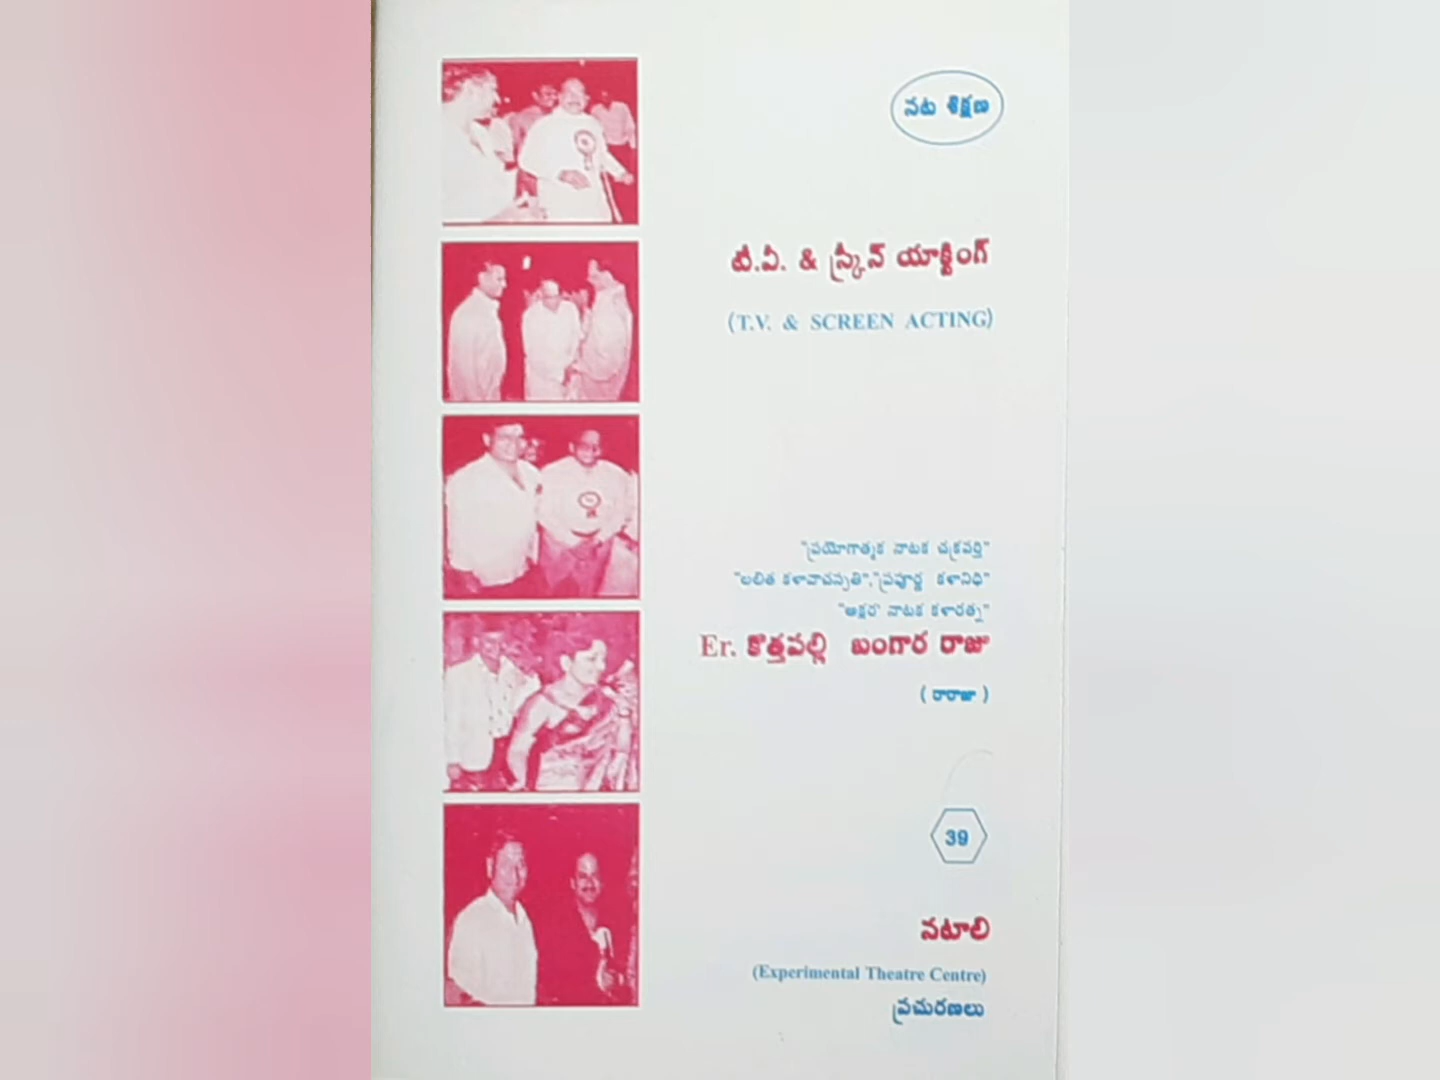 నట శిక్షణ
టి.వి. & స్క్రీన్ యాక్టింగ్
(T.V. & SCREEN ACTING)
"ప్రయోగాత్మక నాటక చక్రవర్తి"
"లలిత కళావాచస్పతి","ప్రపూర్ణ కళానిధి"
"అక్షర' నాటక కళారత్న"
Er. కొత్తపల్లి బంగార రాజు
( రారాజు )
39
నటాలి
(Experimental Theatre Centre)
ప్రచురణలు